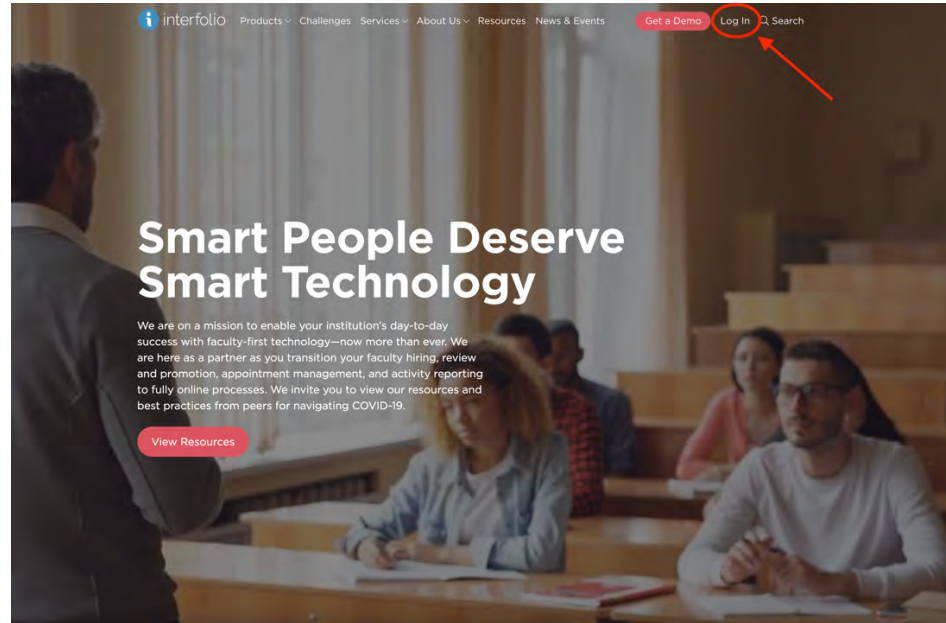 interfolio Products Challenges Services About Us Resources News & Events Get a Demo Log In Search
Smart People Deserve
Smart Technology
We are on a mission to enable your institution's day-to-day
success with faculty-first technology—now more than ever. We
are here as a partner as you transition your faculty hiring, review
and promotion, appointment management, and activity reporting
to fully online processes. We invite you to view our resources and
best practices from peers for navigating COVID-19.
View Resources